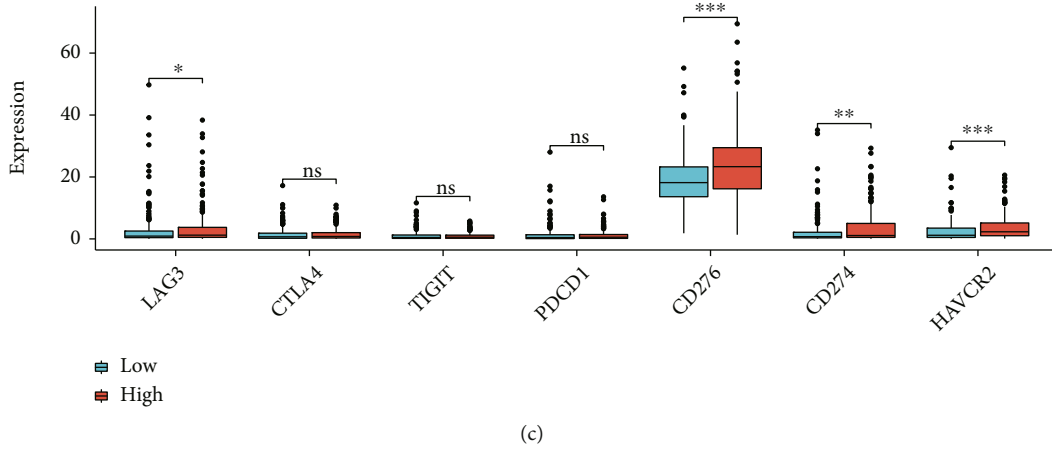 Expression
60
40
20
0
*
ns
ns
ns
***
**
***
LAG3
CTLA4
TIGIT
PDCD1
CD276
CD274
HAVCR2
Low
High
(c)